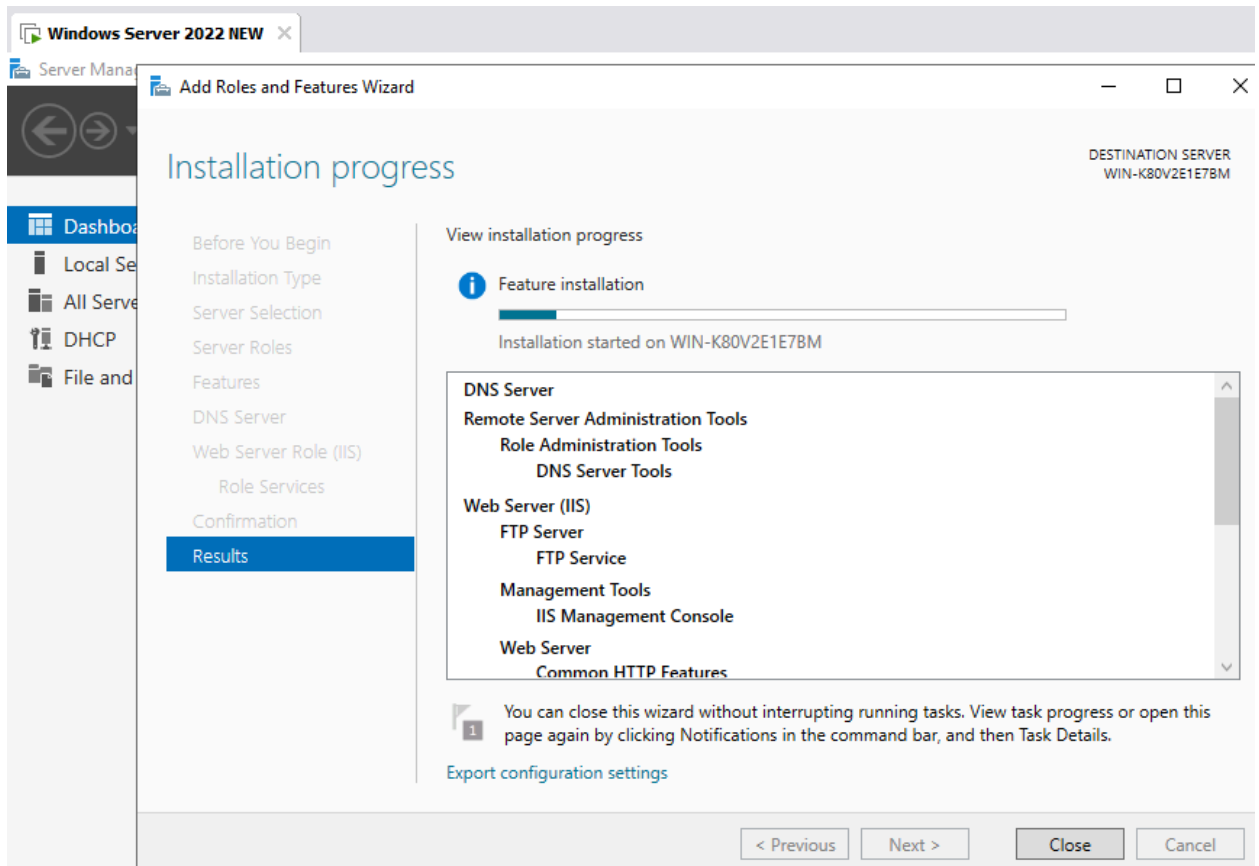 Windows Server 2022 NEW
Server Mana
Add Roles and Features Wizard
Installation progress
DESTINATION SERVER
WIN-K80V2E1E7BM
Dashboa
Local Se
All Serve
DHCP
File and
Before You Begin
Installation Type
Server Selection
Server Roles
Features
DNS Server
Web Server Role (IIS)
Role Services
Confirmation
Results
View installation progress
Feature installation
Installation started on WIN-K80V2E1E7BM
DNS Server
Remote Server Administration Tools
Role Administration Tools
DNS Server Tools
Web Server (IIS)
FTP Server
FTP Service
Management Tools
IIS Management Console
Web Server
Common HTTP Features
1
You can close this wizard without interrupting running tasks. View task progress or open this
page again by clicking Notifications in the command bar, and then Task Details.
Export configuration settings
< Previous
Next >
Close
Cancel